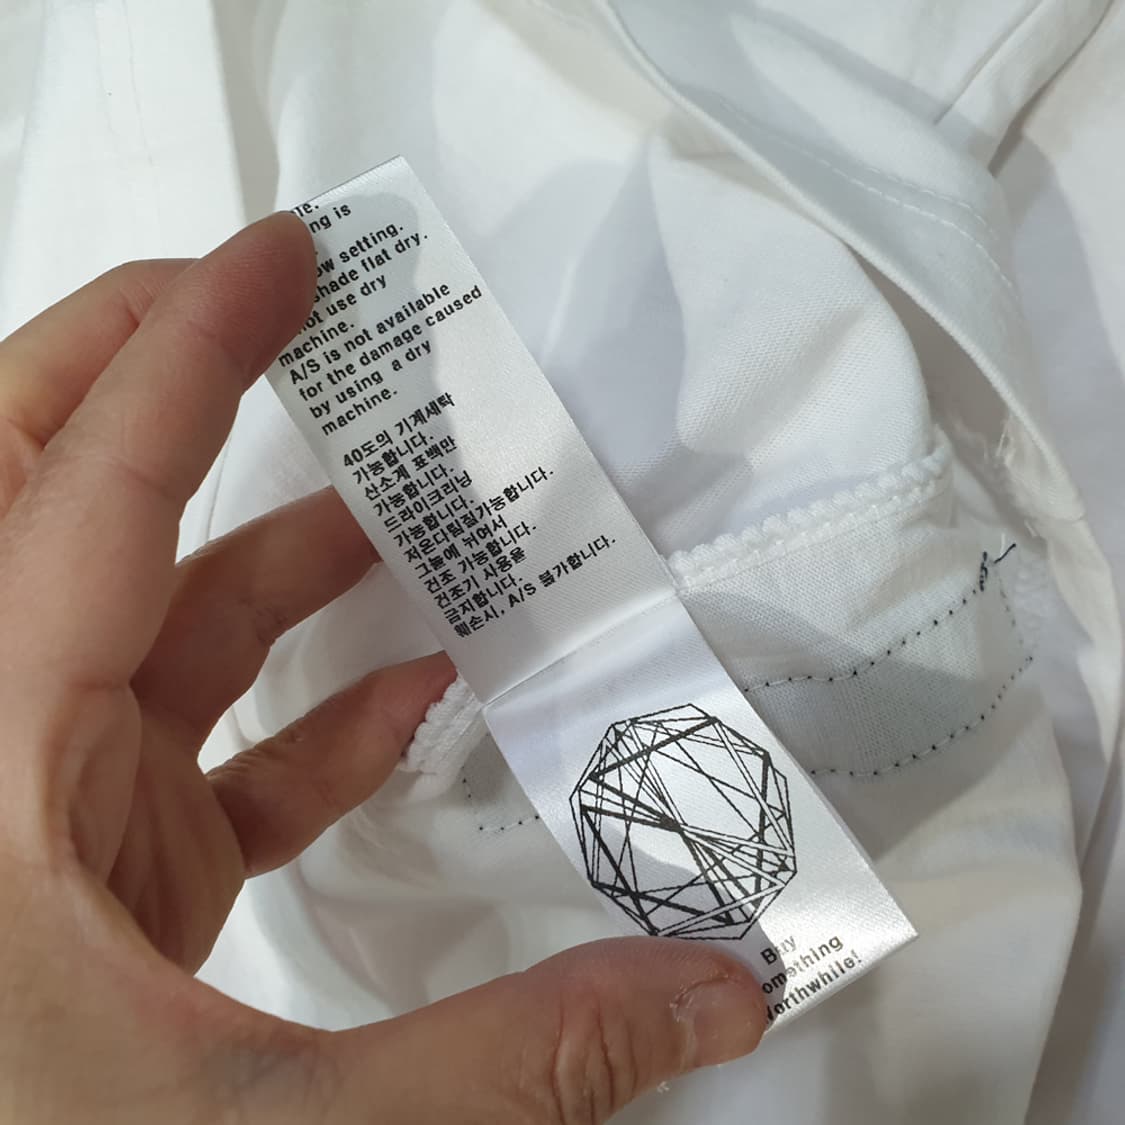 le.
ng is
ow setting.
shade flat dry.
not use dry
machine.
A/S is not available
for the damage caused
by using a dry
machine.
40도의 기계세탁
가능합니다.
산소계 표백만
가능합니다.
드라이크리닝
가능합니다.
저온다림질가능합니다.
그늘에 뉘어서
건조 가능합니다.
건조기 사용을
금지합니다.
훼손시, A/S 불가합니다.
Buy
omething
Worthwhile!